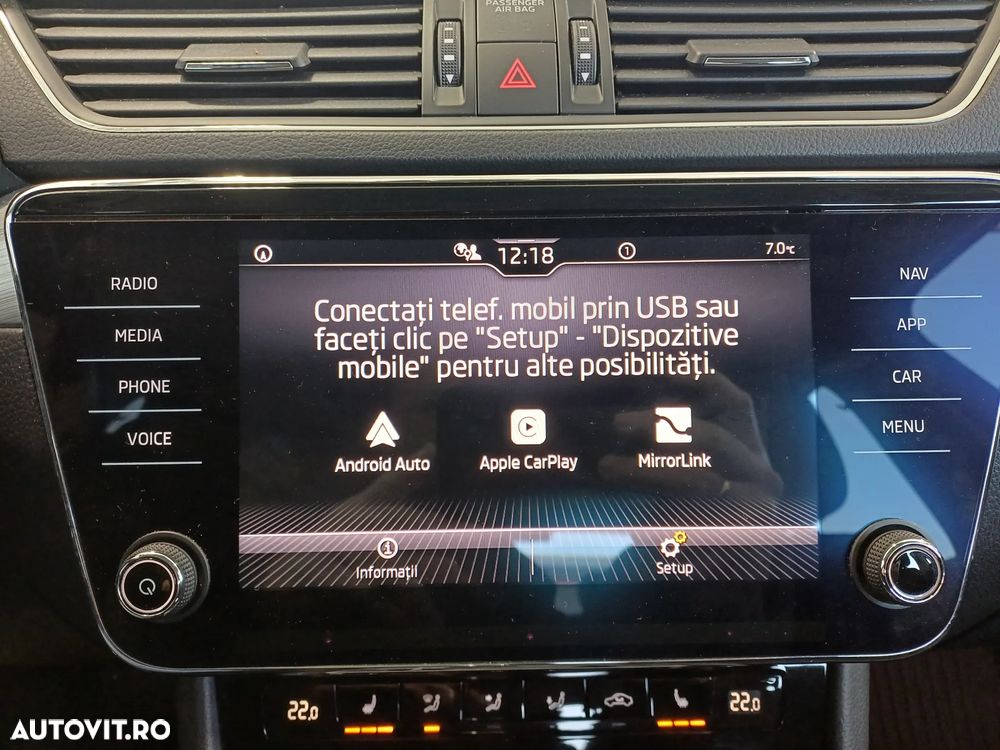 PASSENGER
AIR BAG
12:18
1
7.0°C
RADIO
MEDIA
PHONE
VOICE
Conectați telef. mobil prin USB sau
faceți clic pe "Setup" - "Dispozitive
mobile" pentru alte posibilități.
Android Auto
Apple CarPlay
MirrorLink
Informații
Setup
NAV
APP
CAR
MENU
22.0
22.0
AUTOVIT.RO